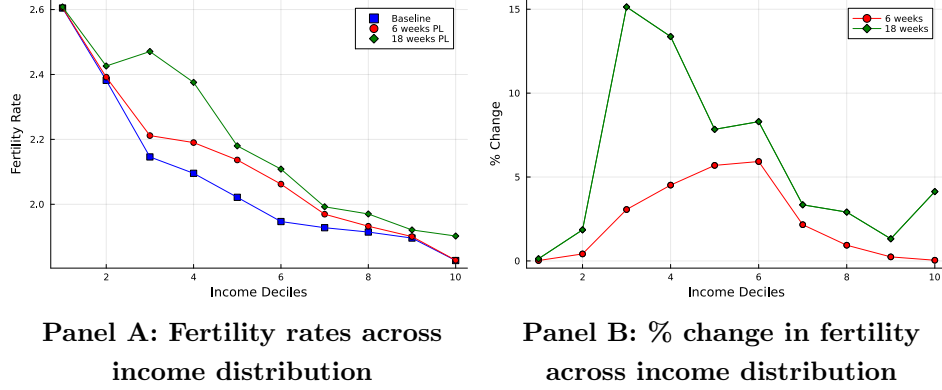 2.6
2.4
2.2
2.0
Fertility Rate
Baseline
6 weeks PL
18 weeks PL
2
4
6
8
10
Income Deciles
15
10
5
0
% Change
6 weeks
18 weeks
2
4
6
8
10
Income Deciles
Panel A: Fertility rates across
income distribution
Panel B: % change in fertility
across income distribution